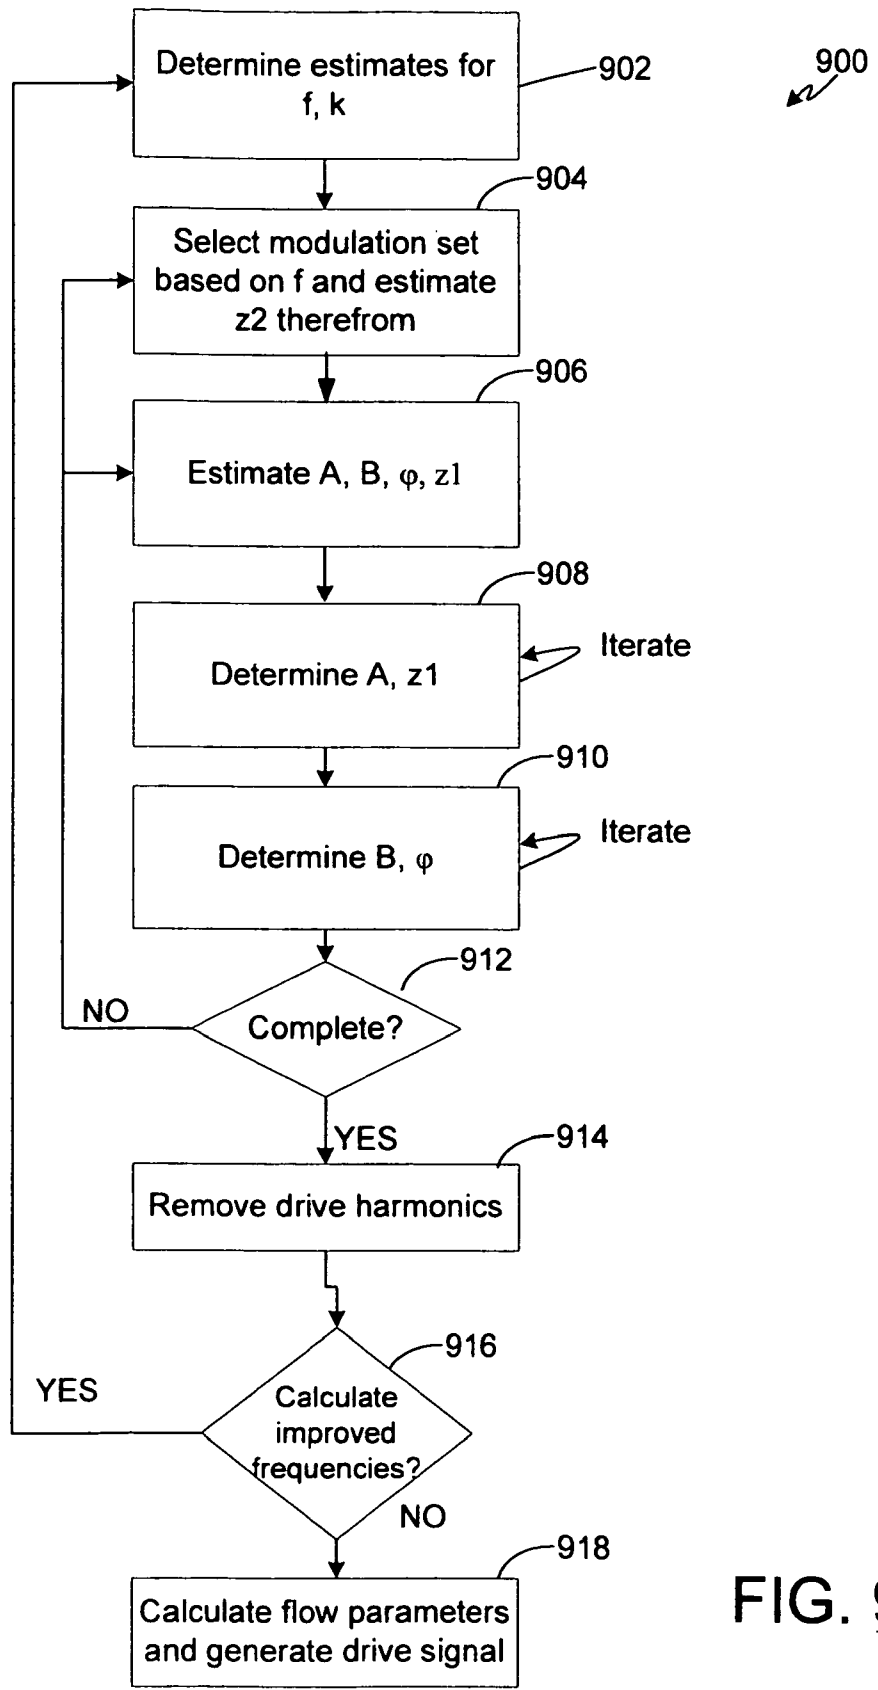 Determine estimates for
f, k
902
900
904
Select modulation set
based on f and estimate
z2 therefrom
906
Estimate A, B, φ, z1
908
Determine A, z1
Iterate
910
Determine B, φ
Iterate
912
Complete?
NO
YES
914
Remove drive harmonics
916
Calculate
improved
frequencies?
YES
NO
918
Calculate flow parameters
and generate drive signal
FIG.